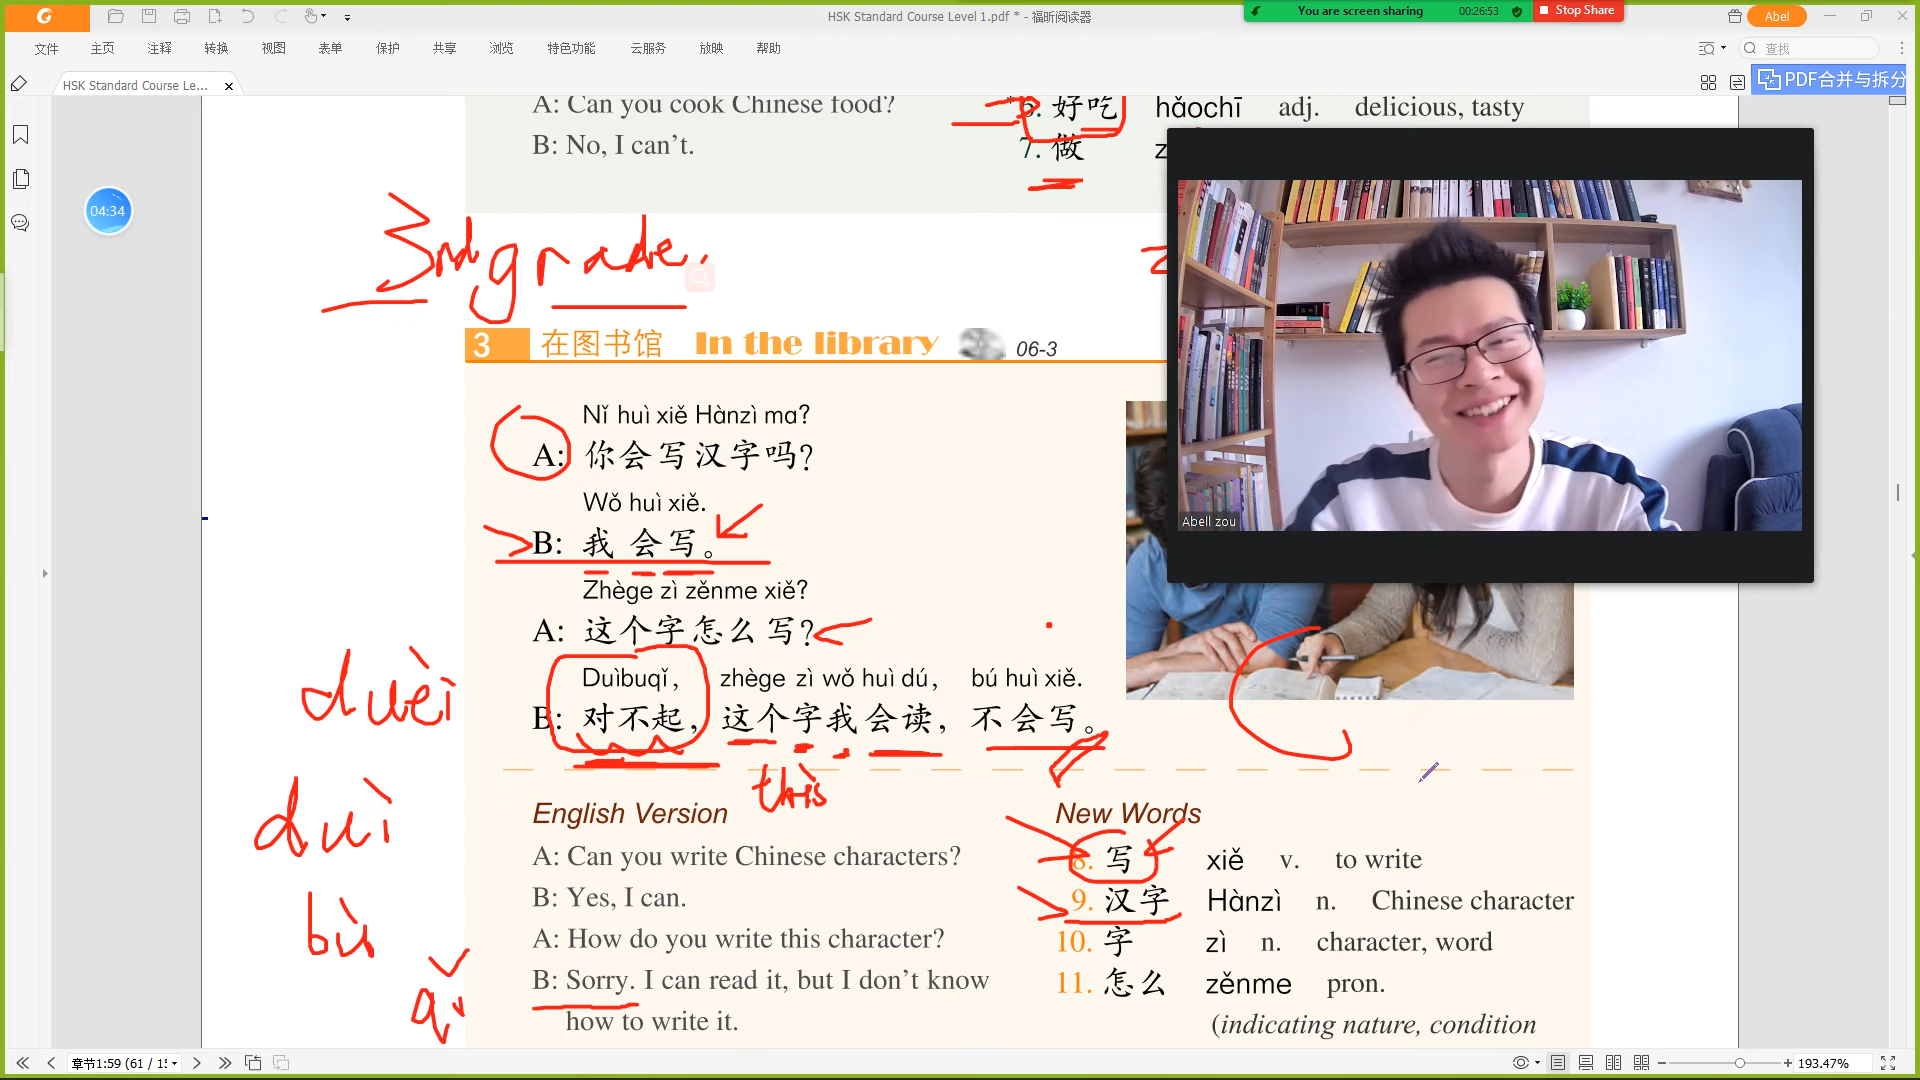 HSK Standard Course Level 1.pdf * - 福昕阅读器
You are screen sharing
00:26:53
Stop Share
Abel
文件 主页 注释 转换 视图 表单 保护 共享 浏览 特色功能 云服务 放映 帮助
查找
HSK Standard Course Le...
PDF合并与拆分
A: Can you cook Chinese food?
B: No, I can't.
6. 好吃 hǎochī adj. delicious, tasty
7. 做 z
04:34
3rd grade.
3 在图书馆 In the library 06-3
Nǐ huì xiě Hànzì ma?
A: 你会写汉字吗?
Wǒ huì xiě.
B: 我会写。
Zhège zì zěnme xiě?
A: 这个字怎么写?
Duìbuqǐ, zhège zì wǒ huì dú, bú huì xiě.
B: 对不起, 这个字我会读, 不会写。
Abell zou
duèì
duì
bù
this
English Version
A: Can you write Chinese characters?
B: Yes, I can.
A: How do you write this character?
B: Sorry. I can read it, but I don't know
how to write it.
New Words
8. 写 xiě v. to write
9. 汉字 Hànzì n. Chinese character
10. 字 zì n. character, word
11. 怎么 zěnme pron.
(indicating nature, condition
章节1:59 (61 / 15
193.47%